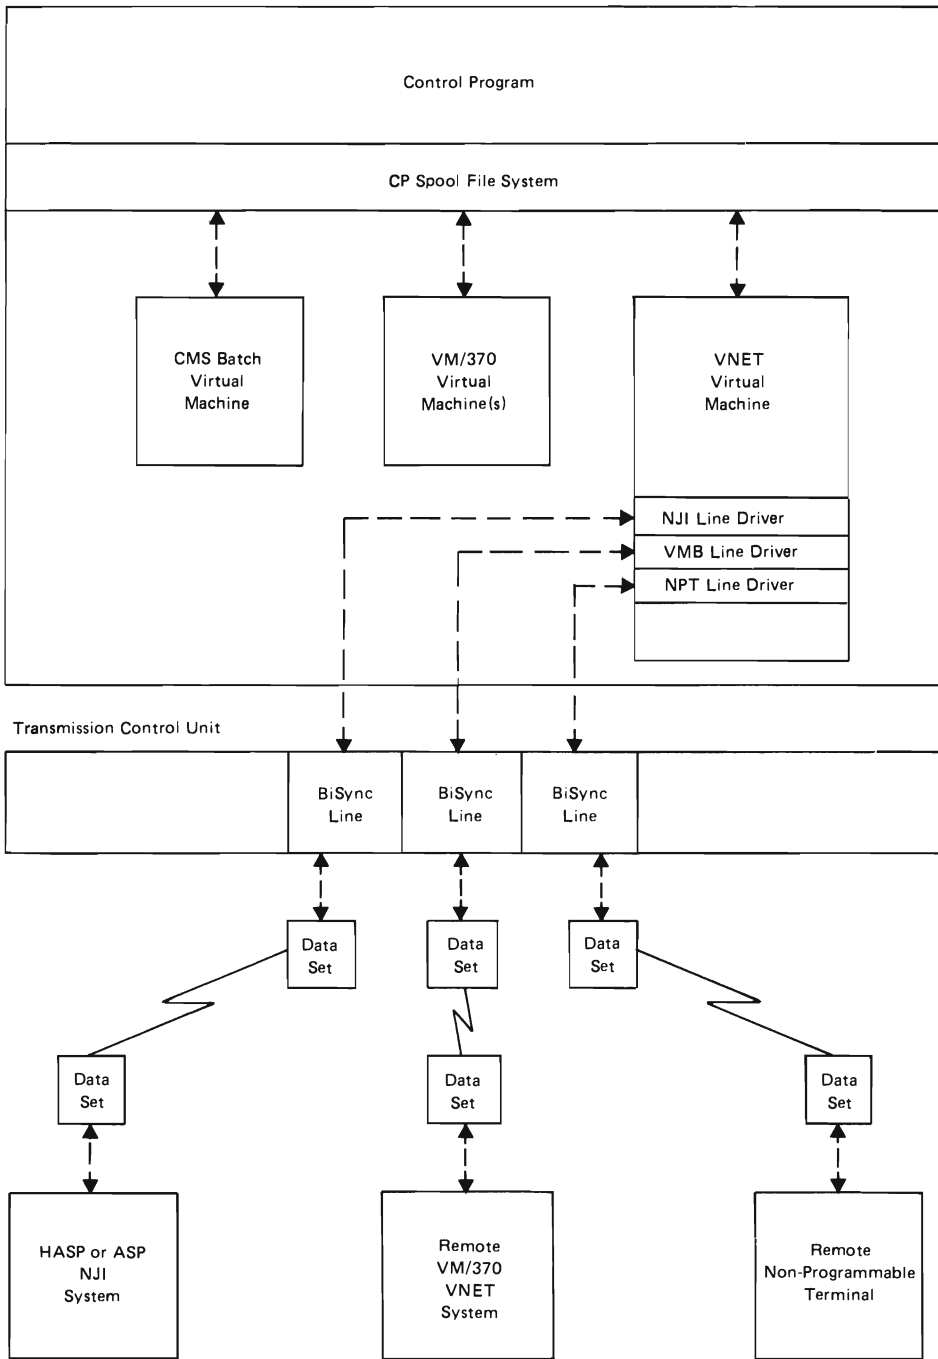 Control Program
CP Spool File System
CMS Batch
Virtual
Machine
VM/370
Virtual
Machine(s)
VNET
Virtual
Machine
NJI Line Driver
VMB Line Driver
NPT Line Driver
Transmission Control Unit
BiSync
Line
BiSync
Line
BiSync
Line
Data
Set
Data
Set
Data
Set
Data
Set
Data
Set
Data
Set
HASP or ASP
NJI
System
Remote
VM/370
VNET
System
Remote
Non-Programmable
Terminal